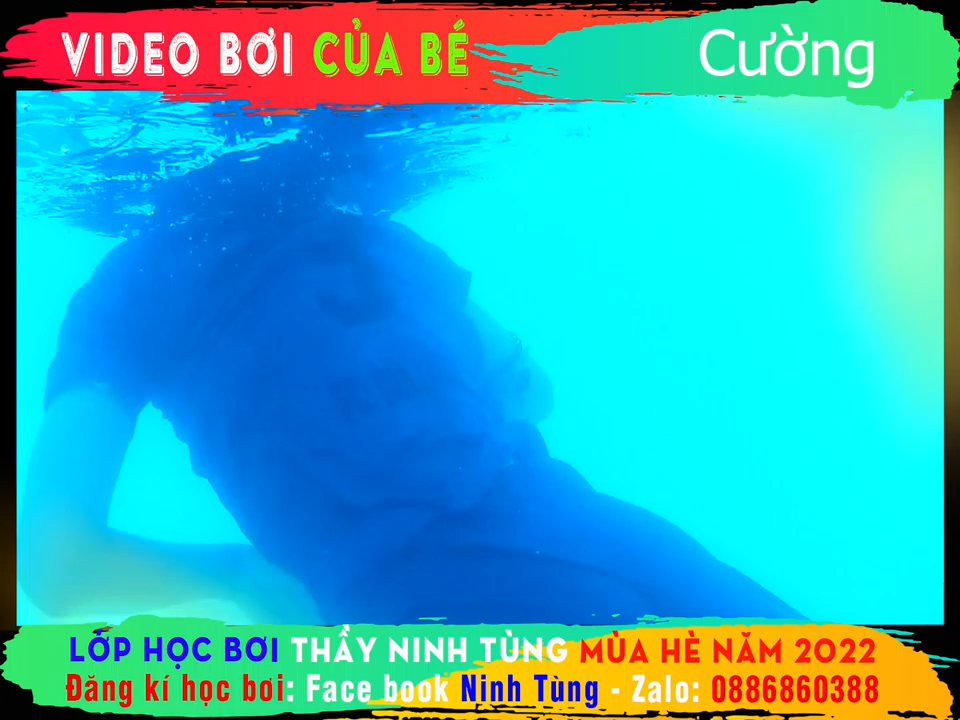 VIDEO BƠI CỦA BÉ
Cường
LỚP HỌC BƠI THẦY NINH TÙNG MÙA HÈ NĂM 2022
Đăng kí học bơi: Face book Ninh Tùng - Zalo: 0886860388